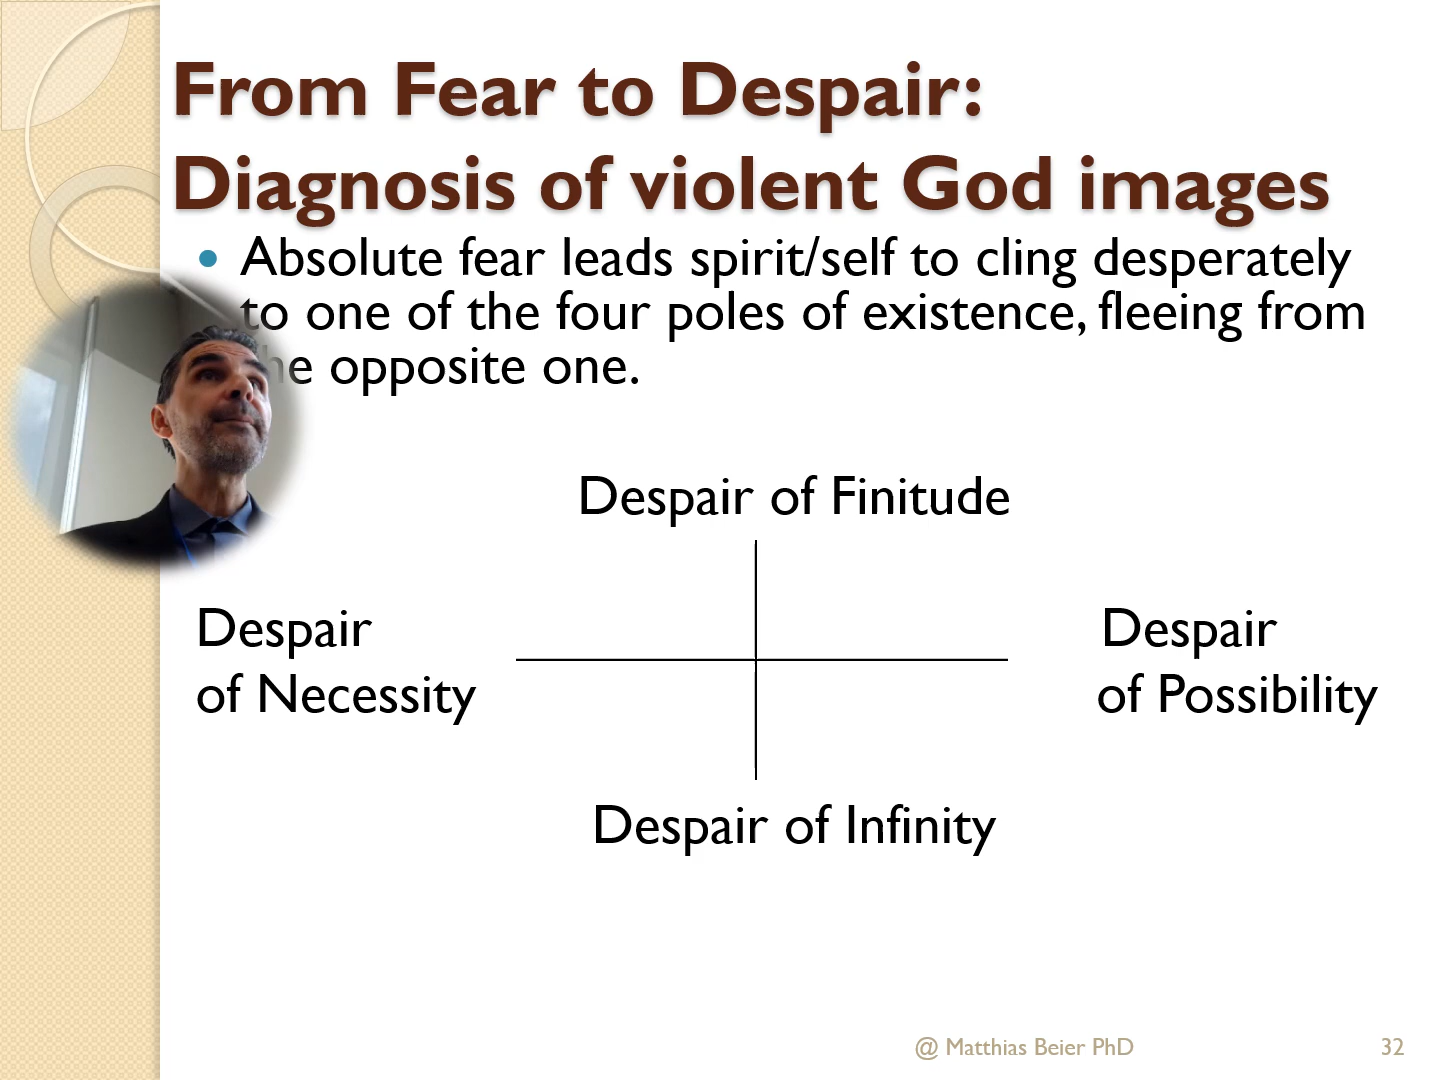 From Fear to Despair:
Diagnosis of violent God images
• Absolute fear leads spirit/self to cling desperately
to one of the four poles of existence, fleeing from
the opposite one.
Despair of Finitude
Despair
of Necessity
Despair
of Possibility
Despair of Infinity
@ Matthias Beier PhD
32